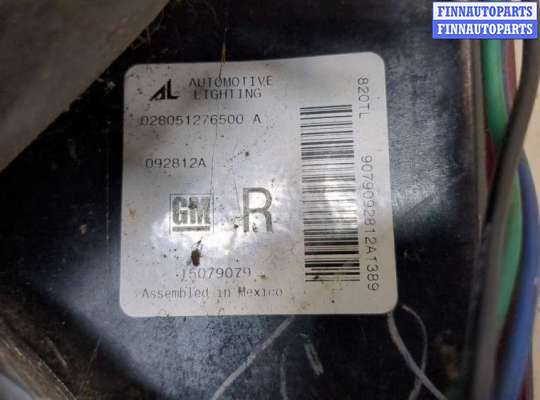 FINNAUTOPARTS
FINNAUTOPARTS
AL AUTOMOTIVE
LIGHTING
028051276500 A
092812A
GM R
15079079
Assembled in Mexico
820TL 9079092812A1389